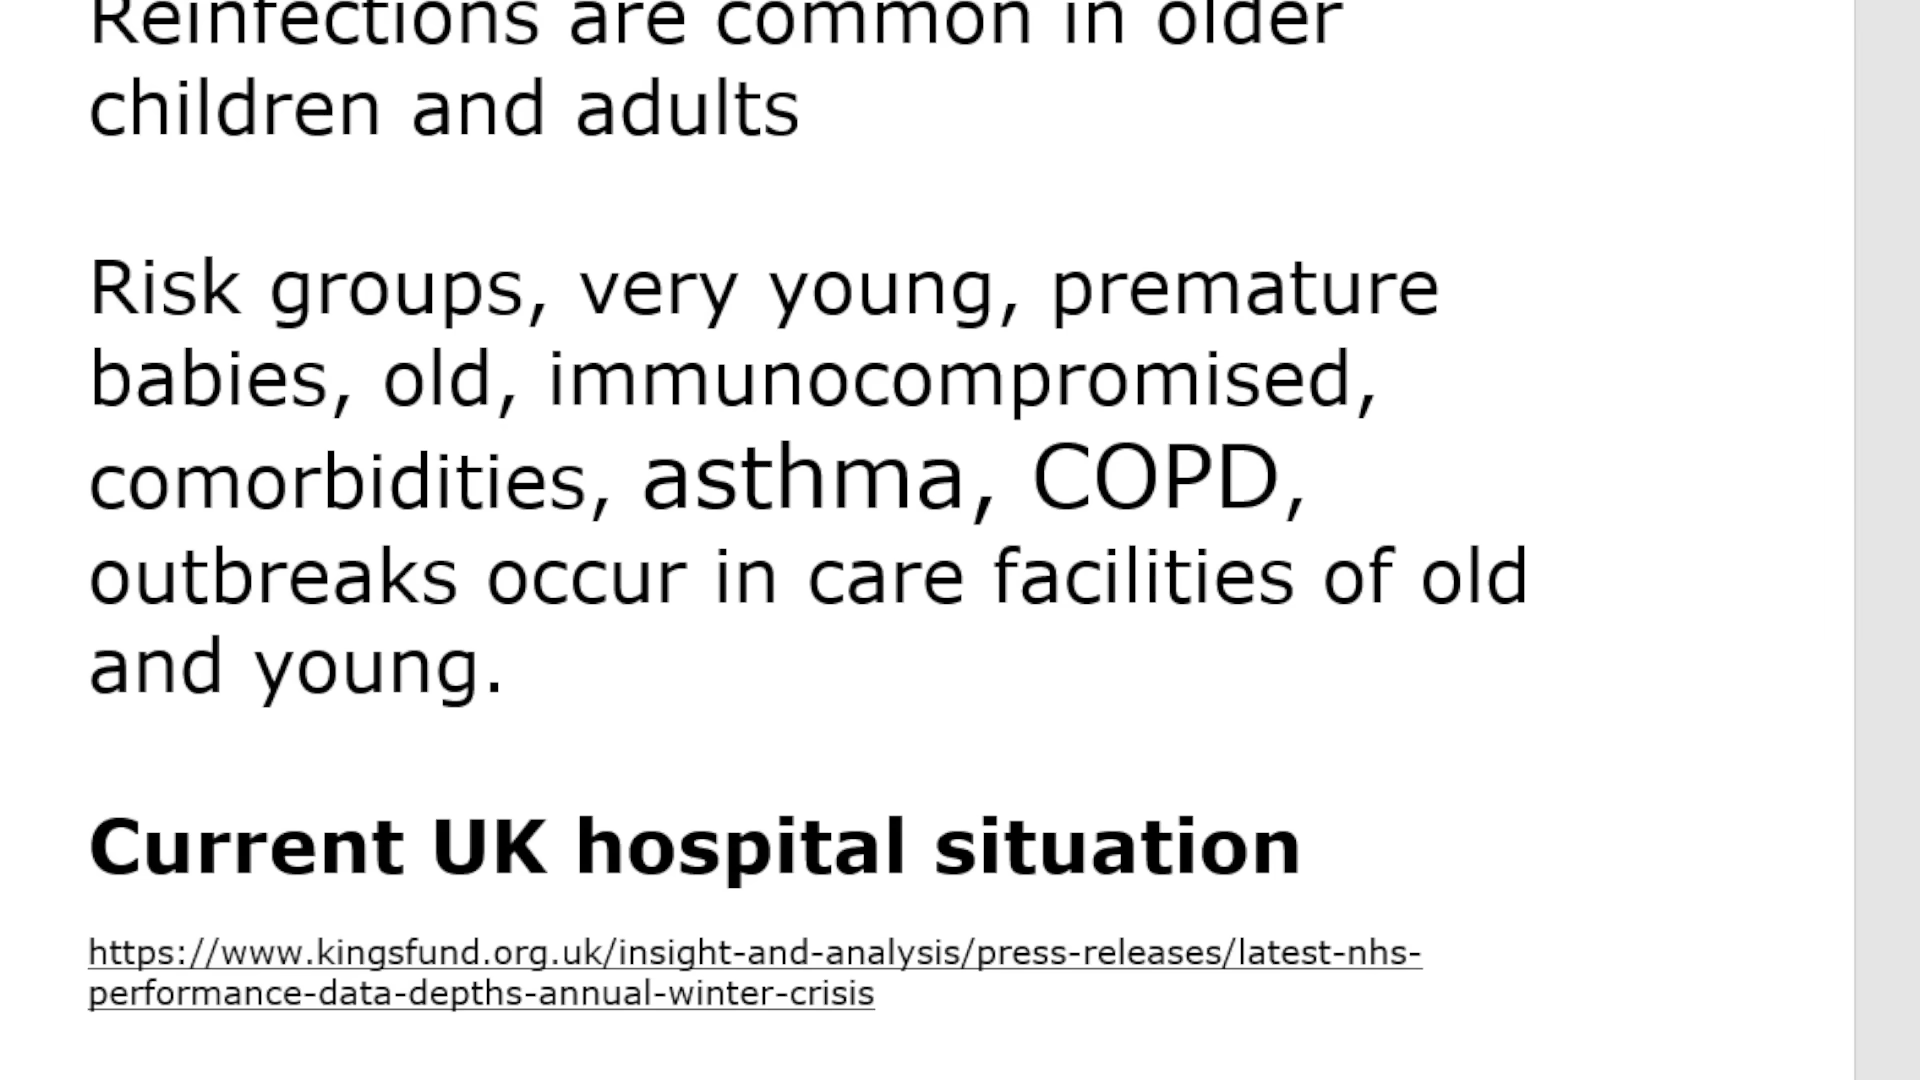 Reinfections are common in older
children and adults
Risk groups, very young, premature
babies, old, immunocompromised,
comorbidities, asthma, COPD,
outbreaks occur in care facilities of old
and young.
Current UK hospital situation
https://www.kingsfund.org.uk/insight-and-analysis/press-releases/latest-nhs-
performance-data-depths-annual-winter-crisis